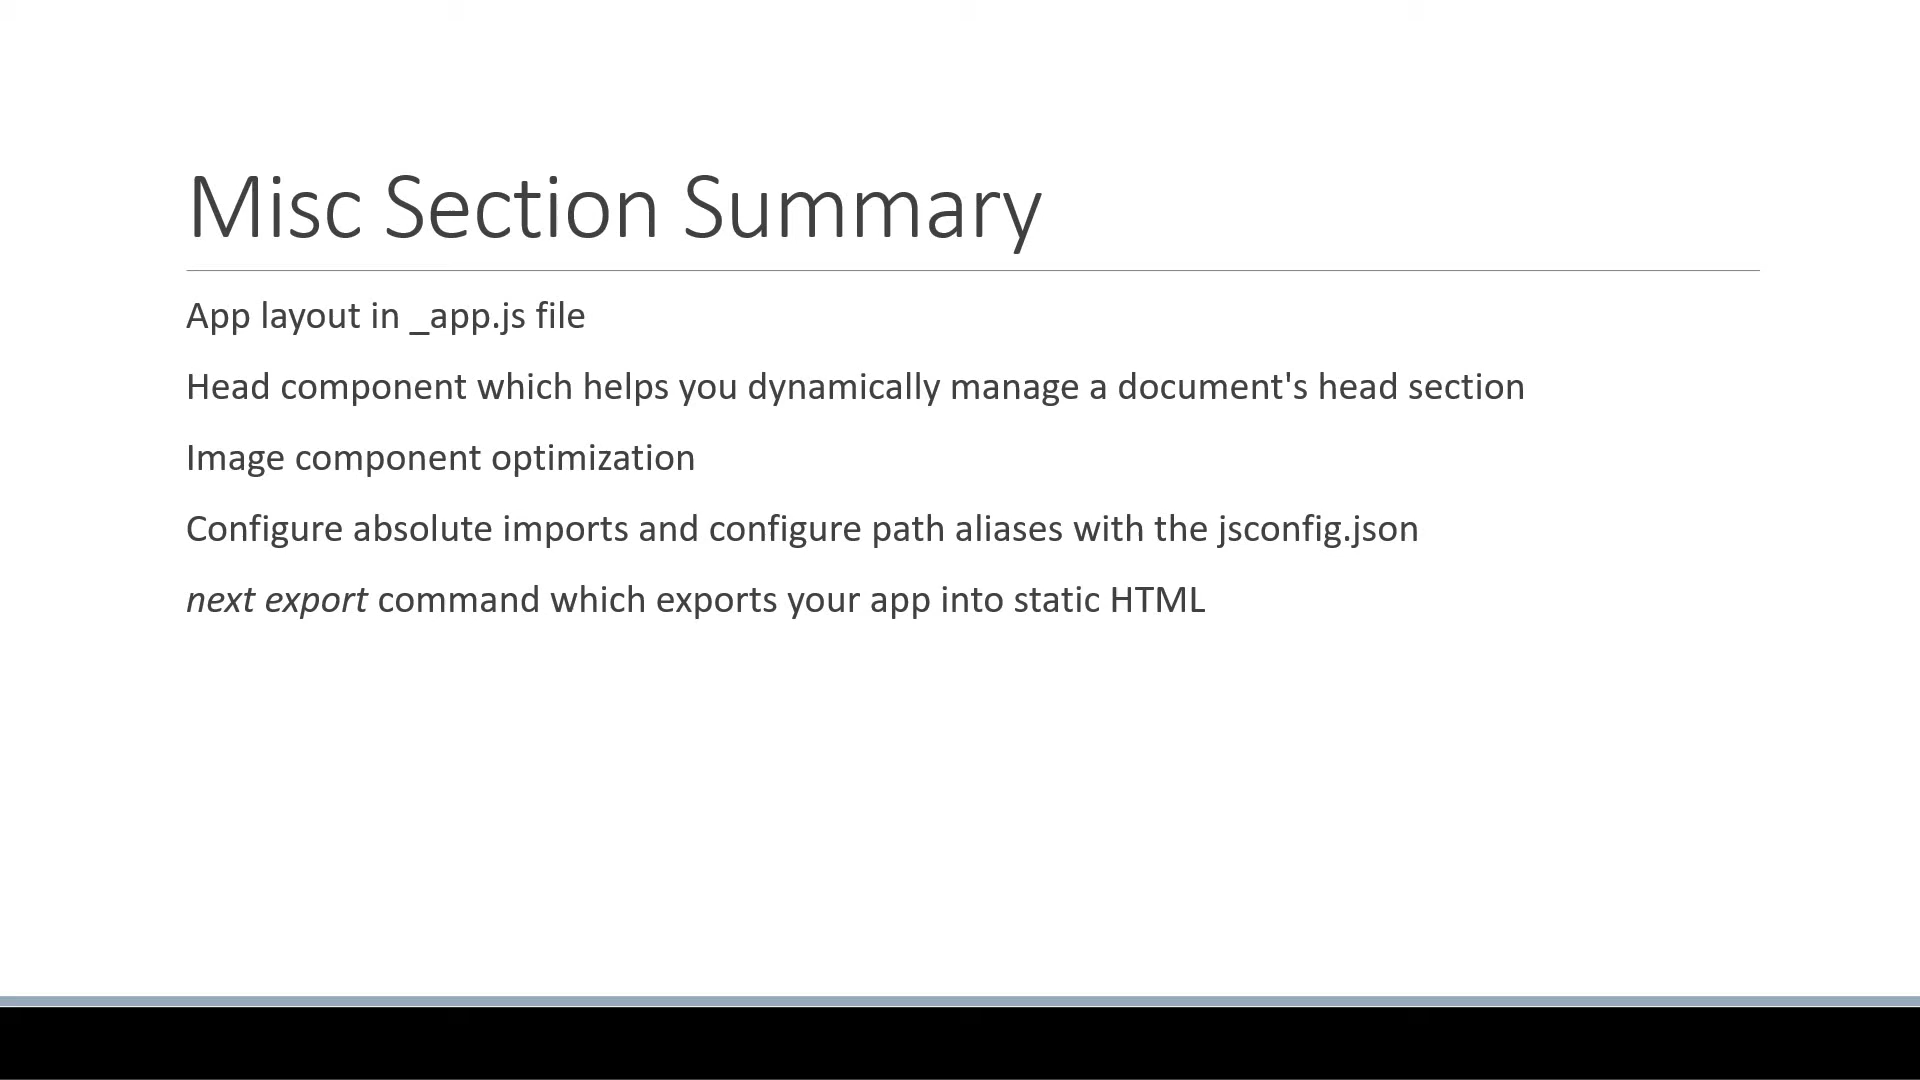 Misc Section Summary
App layout in _app.js file
Head component which helps you dynamically manage a document's head section
Image component optimization
Configure absolute imports and configure path aliases with the jsconfig.json
next export command which exports your app into static HTML